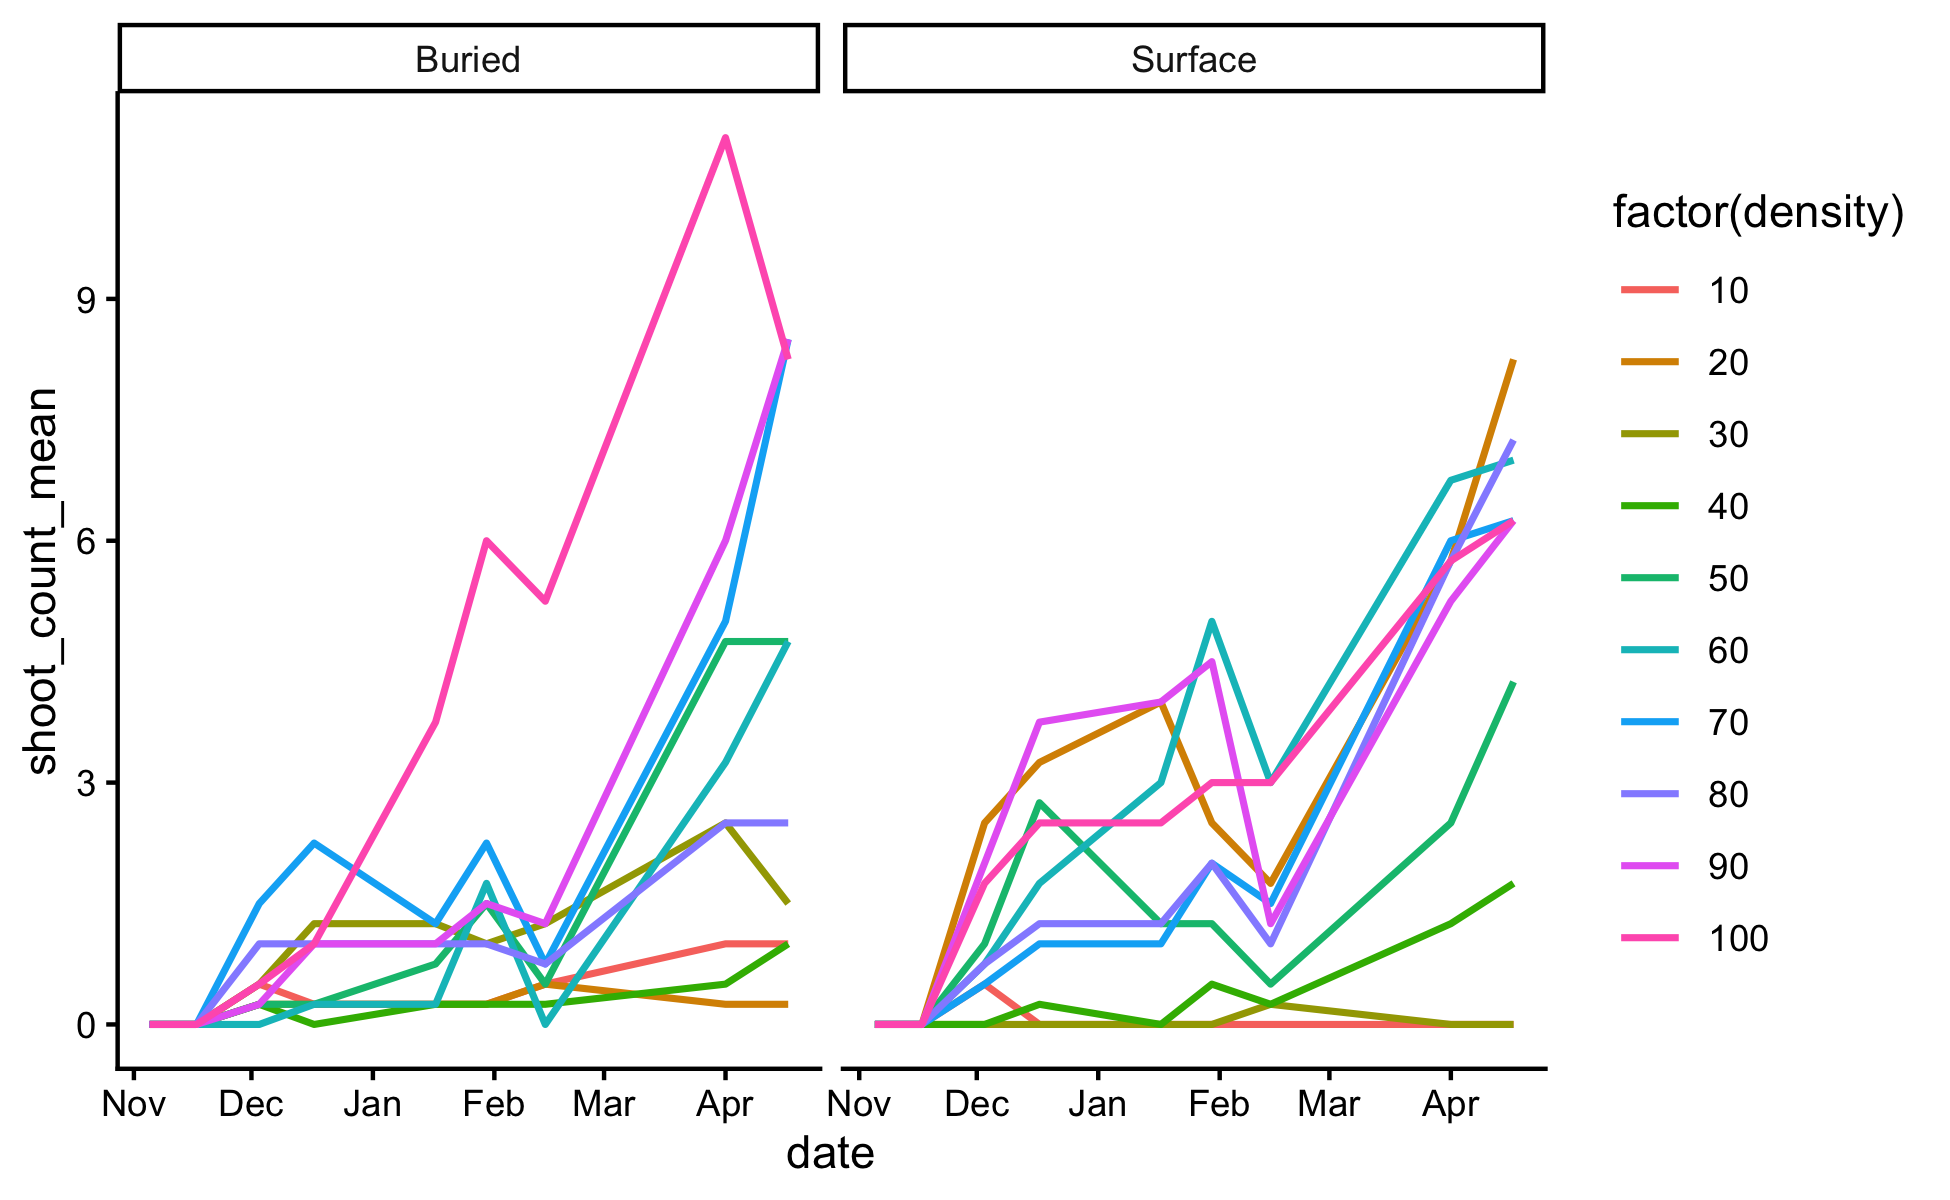 Buried
Surface
shoot_count_mean
9
6
3
0
Nov Dec Jan Feb Mar Apr
Nov Dec Jan Feb Mar Apr
date
factor(density)
10
20
30
40
50
60
70
80
90
100